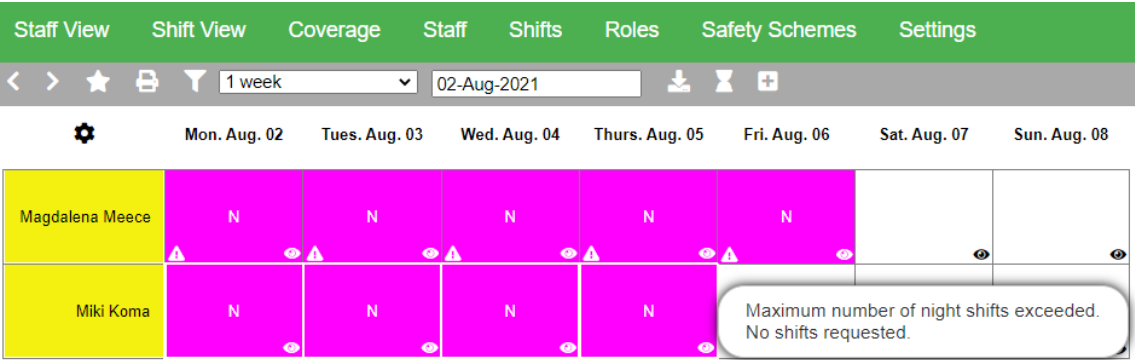 Staff View Shift View Coverage Staff Shifts Roles Safety Schemes Settings
1 week 02-Aug-2021
Mon. Aug. 02 Tues. Aug. 03 Wed. Aug. 04 Thurs. Aug. 05 Fri. Aug. 06 Sat. Aug. 07 Sun. Aug. 08
Magdalena Meece N N N N N
Miki Koma N N N N
Maximum number of night shifts exceeded.
No shifts requested.